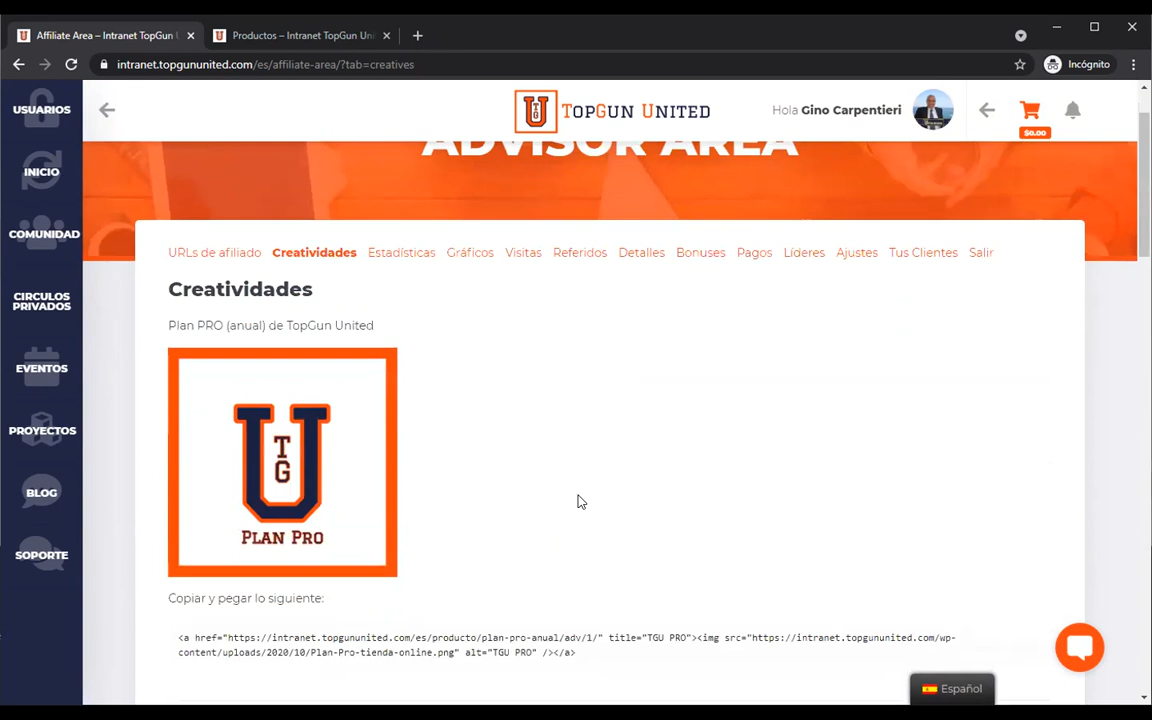 Affiliate Area – Intranet TopGun U
Productos – Intranet TopGun Uni
intranet.topgununited.com/es/affiliate-area/?tab=creatives
Incógnito
USUARIOS
INICIO
COMUNIDAD
CIRCULOS
PRIVADOS
EVENTOS
PROYECTOS
BLOG
SOPORTE
TG
TOPGUN UNITED
Hola Gino Carpentieri
$0.00
ADVISOR AREA
URLs de afiliado Creatividades Estadísticas Gráficos Visitas Referidos Detalles Bonuses Pagos Líderes Ajustes Tus Clientes Salir
Creatividades
Plan PRO (anual) de TopGun United
T
G
PLAN PRO
Copiar y pegar lo siguiente:
<a href="https://intranet.topgununited.com/es/producto/plan-pro-anual/adv/1/" title="TGU PRO"><img src="https://intranet.topgununited.com/wp-
content/uploads/2020/10/Plan-Pro-tienda-online.png" alt="TGU PRO" /></a>
Español